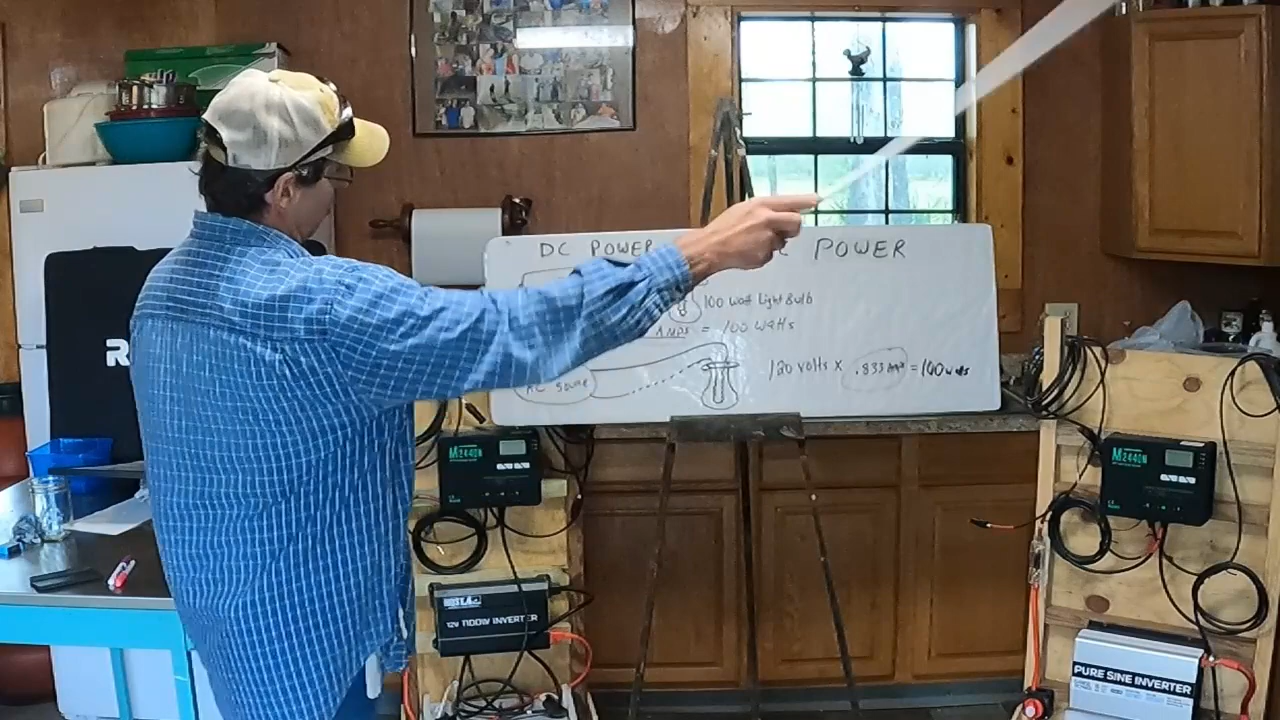 DC POWER
POWER
100 Watt Light Bulb
AMPS = 100 watts
AC Source
120 volts x .833 Amps = 100 watts
R
M2440N
M2440N
12V 1100W INVERTER
PURE SINE INVERTER